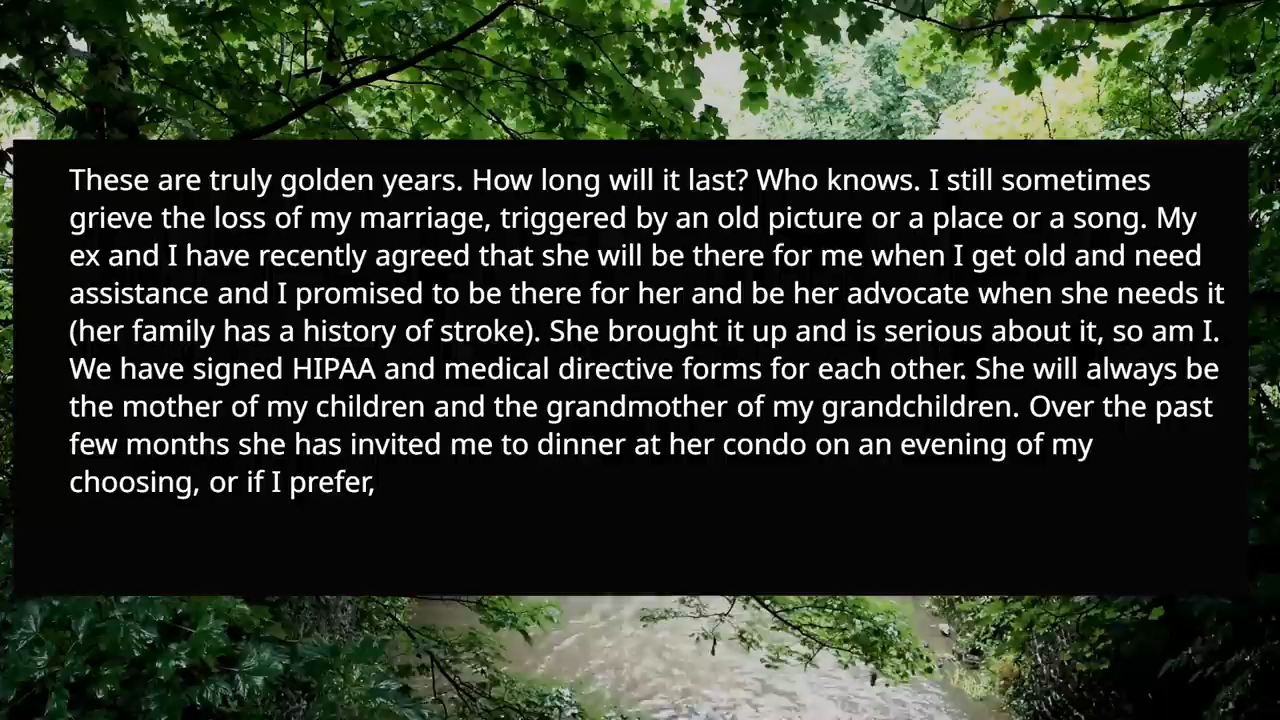 These are truly golden years. How long will it last? Who knows. I still sometimes
grieve the loss of my marriage, triggered by an old picture or a place or a song. My
ex and I have recently agreed that she will be there for me when I get old and need
assistance and I promised to be there for her and be her advocate when she needs it
(her family has a history of stroke). She brought it up and is serious about it, so am I.
We have signed HIPAA and medical directive forms for each other. She will always be
the mother of my children and the grandmother of my grandchildren. Over the past
few months she has invited me to dinner at her condo on an evening of my
choosing, or if I prefer,